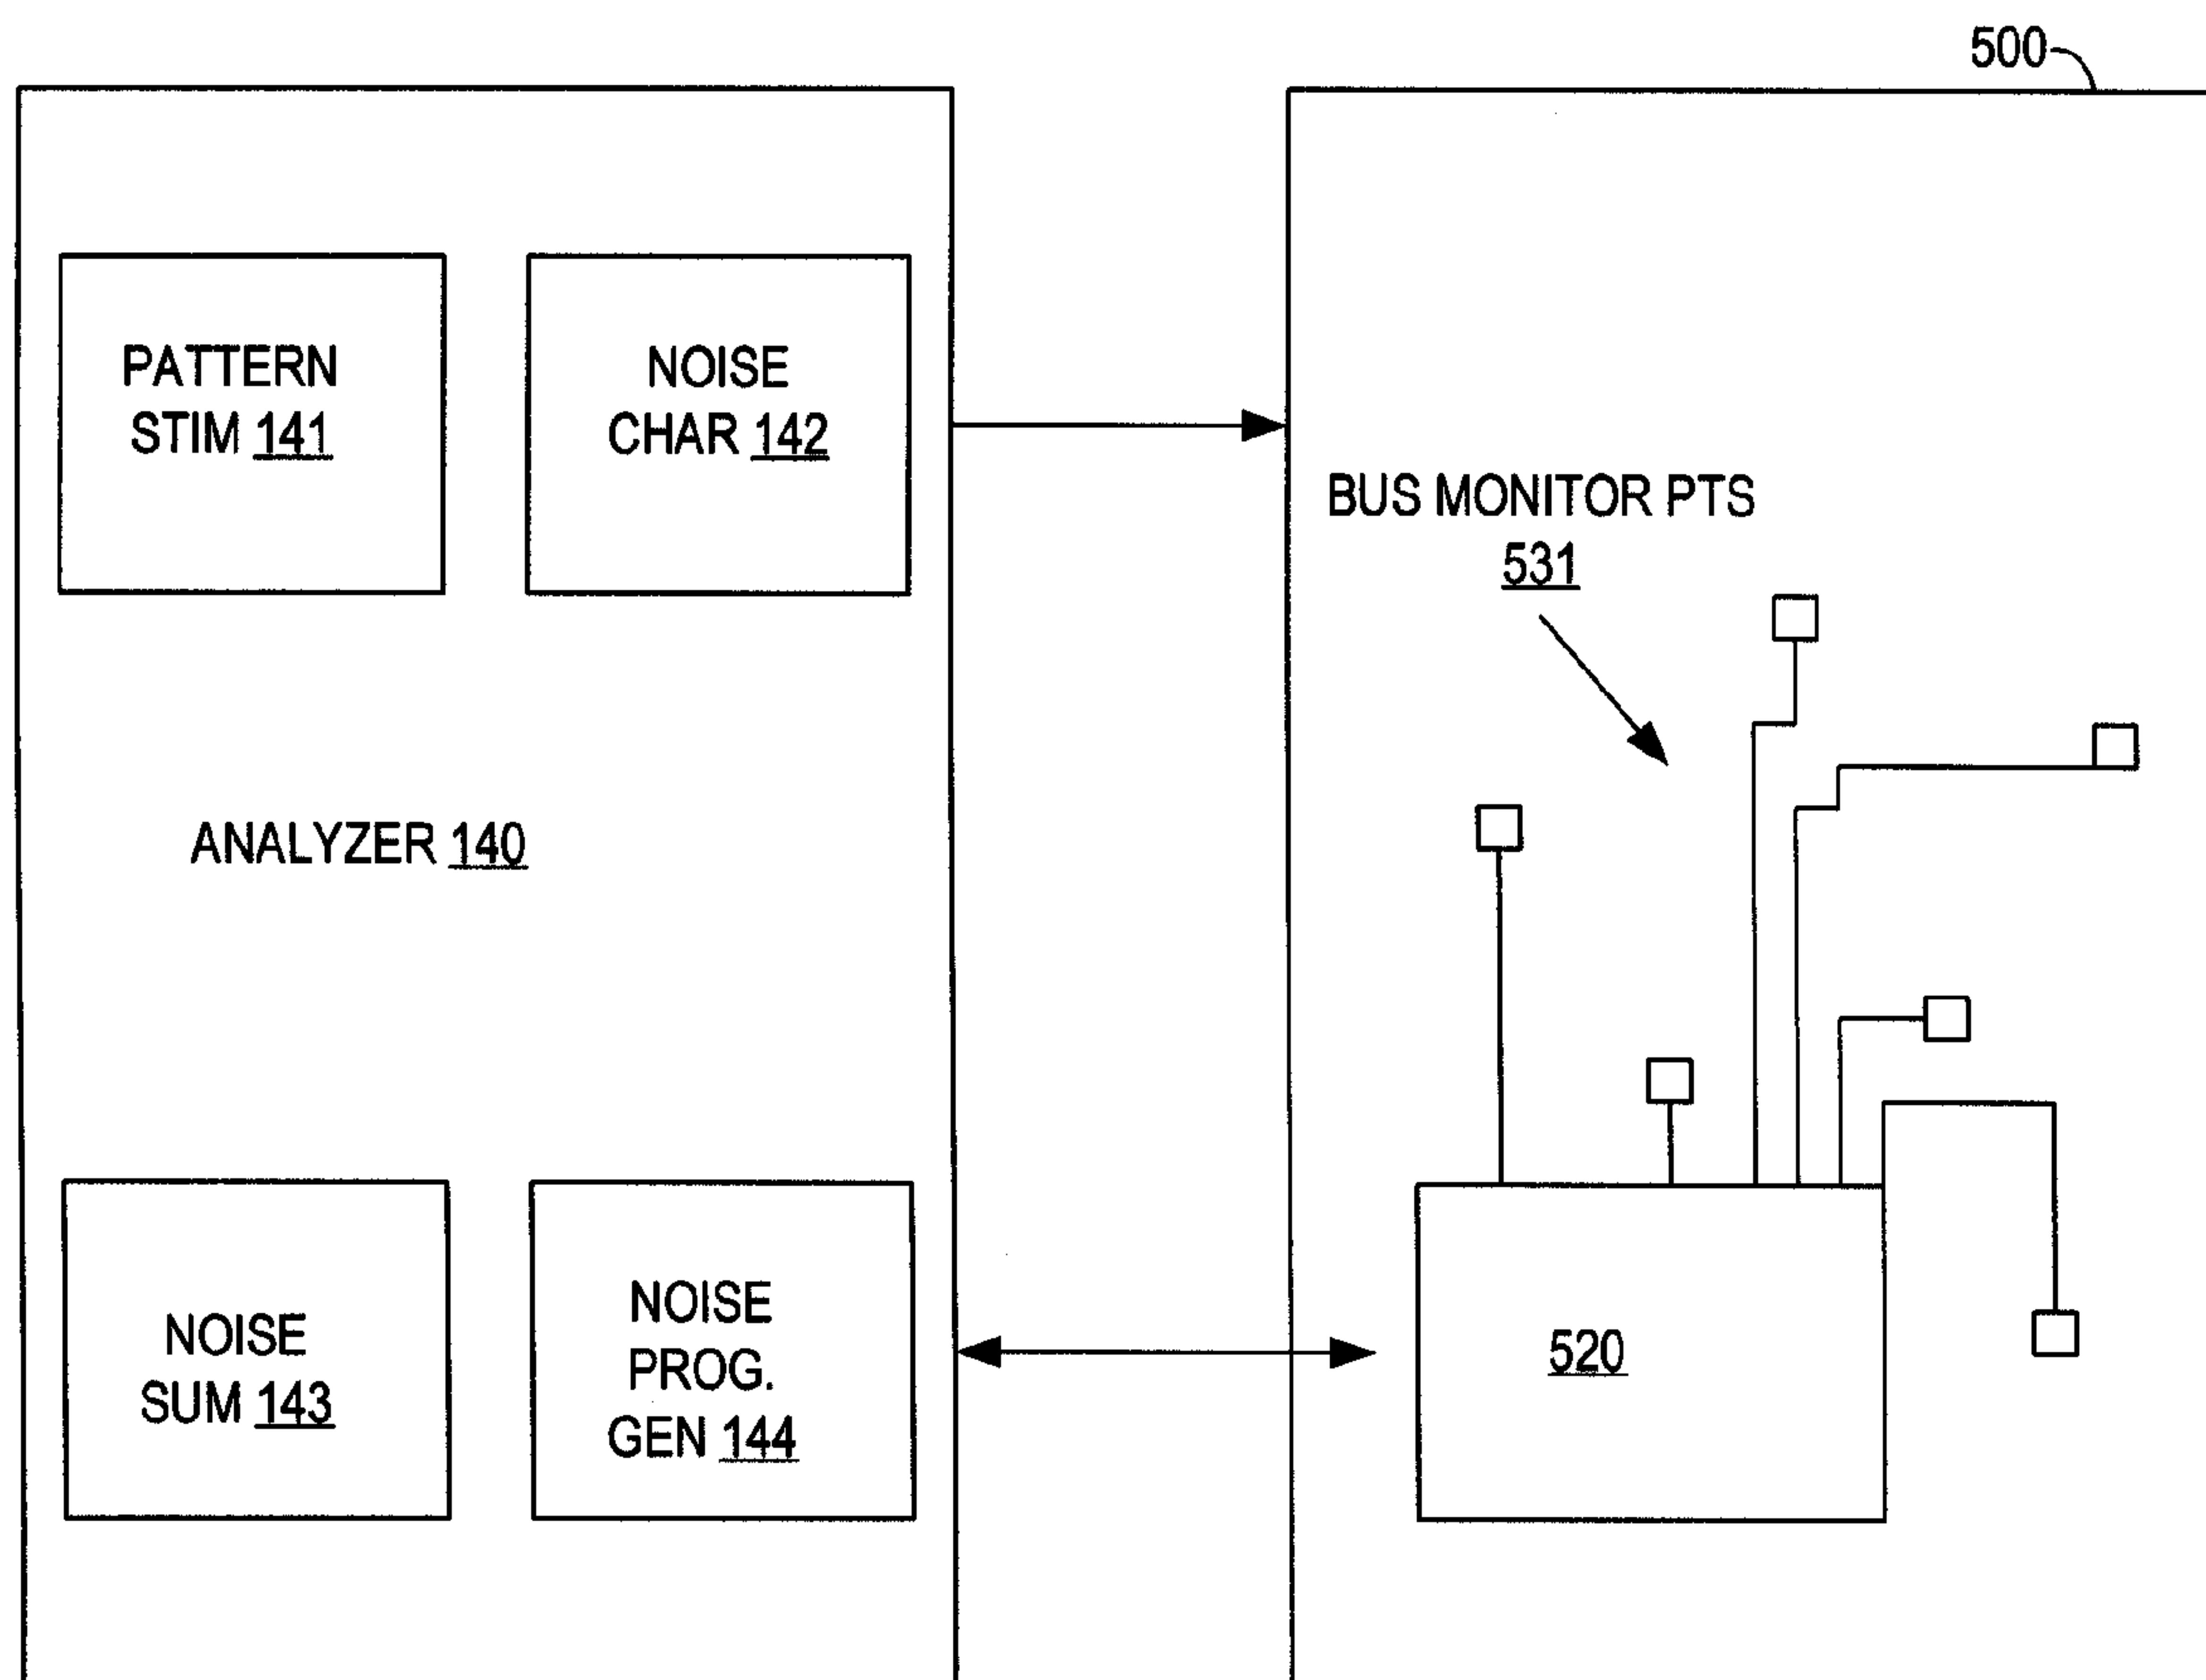 500
PATTERN
STIM 141
NOISE
CHAR 142
BUS MONITOR PTS
531
ANALYZER 140
NOISE
SUM 143
NOISE
PROG.
GEN 144
520